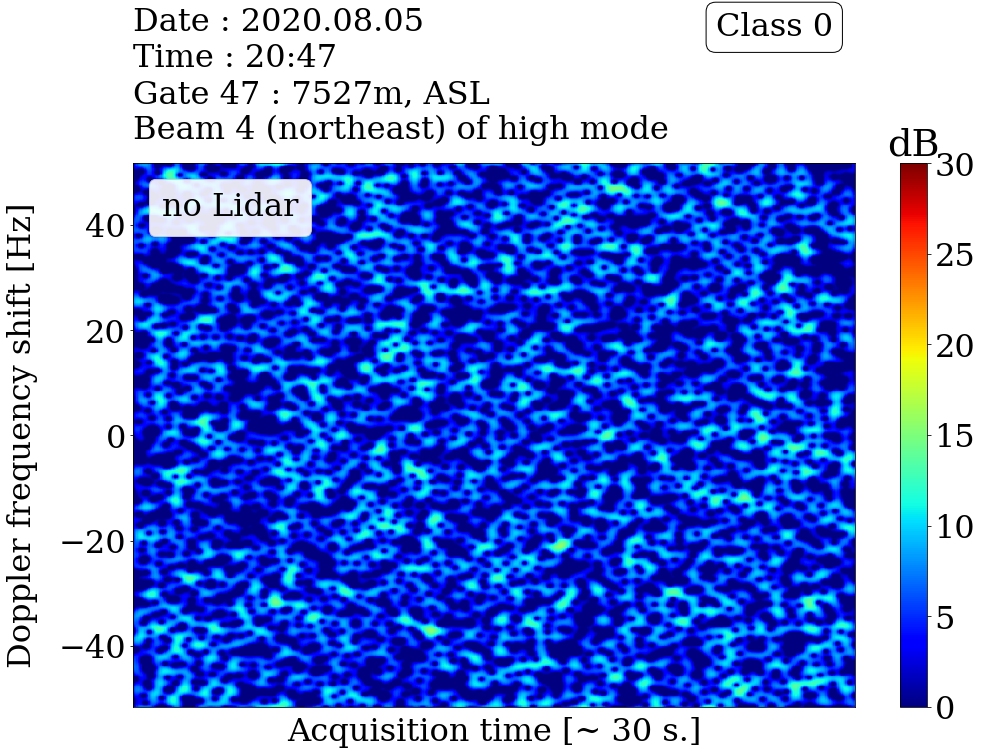 Date : 2020.08.05
Time : 20:47
Gate 47 : 7527m, ASL
Beam 4 (northeast) of high mode
Class 0
dB
no Lidar
Doppler frequency shift [Hz]
40
20
0
−20
−40
Acquisition time [~ 30 s.]
30
25
20
15
10
5
0